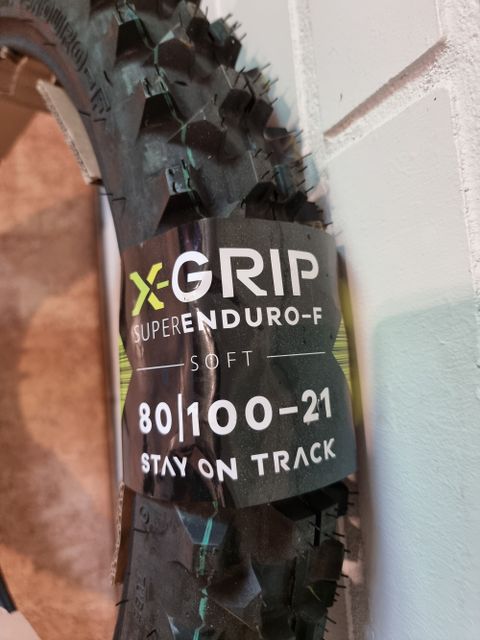 X-GRIP
SUPERENDURO-F
SOFT
80|100-21
STAY ON TRACK